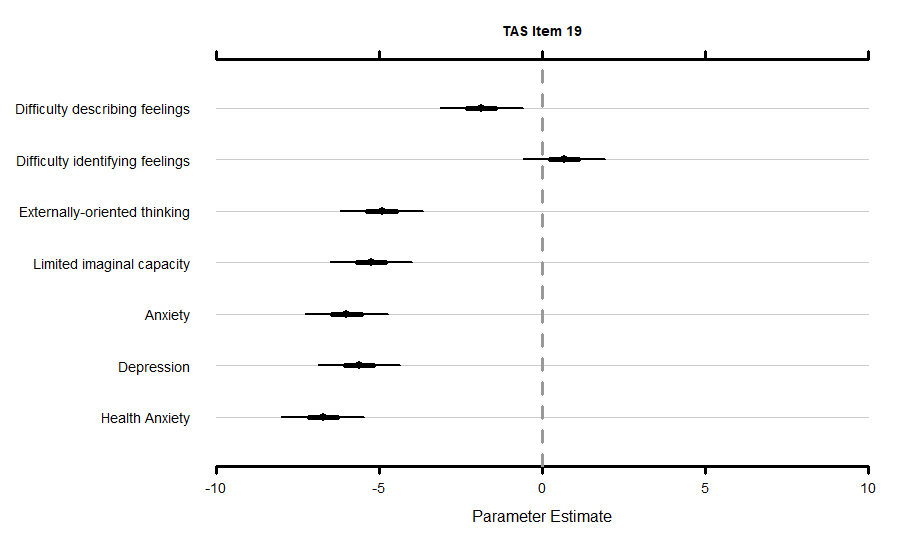 TAS Item 19
Difficulty describing feelings
Difficulty identifying feelings
Externally-oriented thinking
Limited imaginal capacity
Anxiety
Depression
Health Anxiety
-10 -5 0 5 10
Parameter Estimate